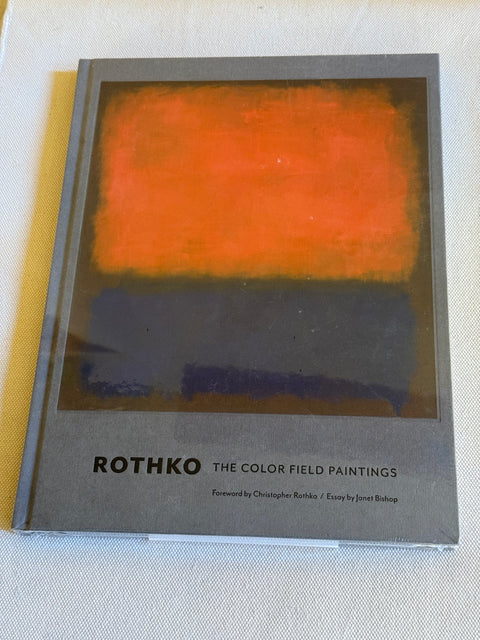 ROTHKO THE COLOR FIELD PAINTINGS
Foreword by Christopher Rothko / Essay by Janet Bishop